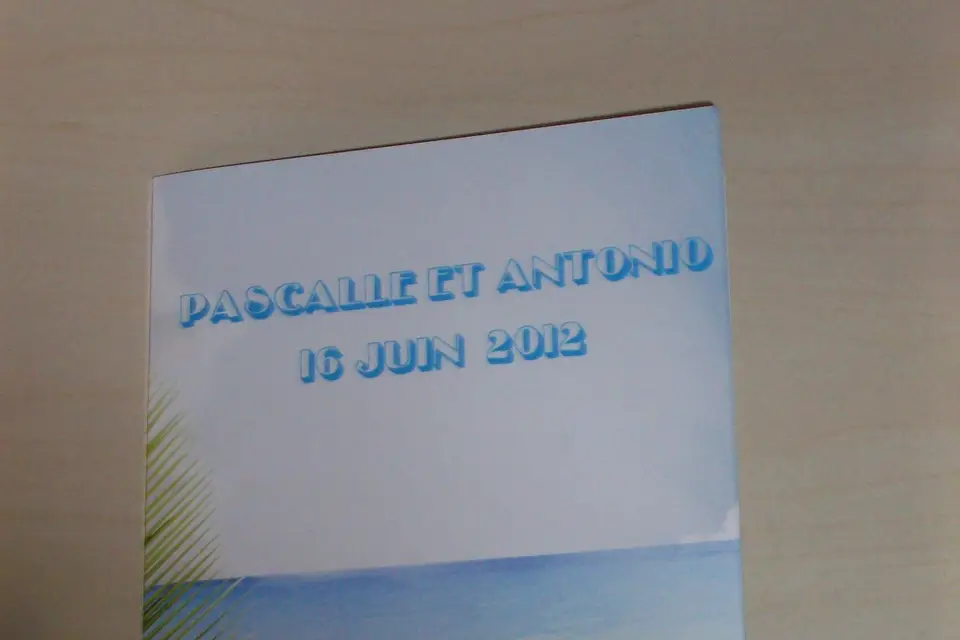 PASCALLE ET ANTONIO
16 JUIN 2012